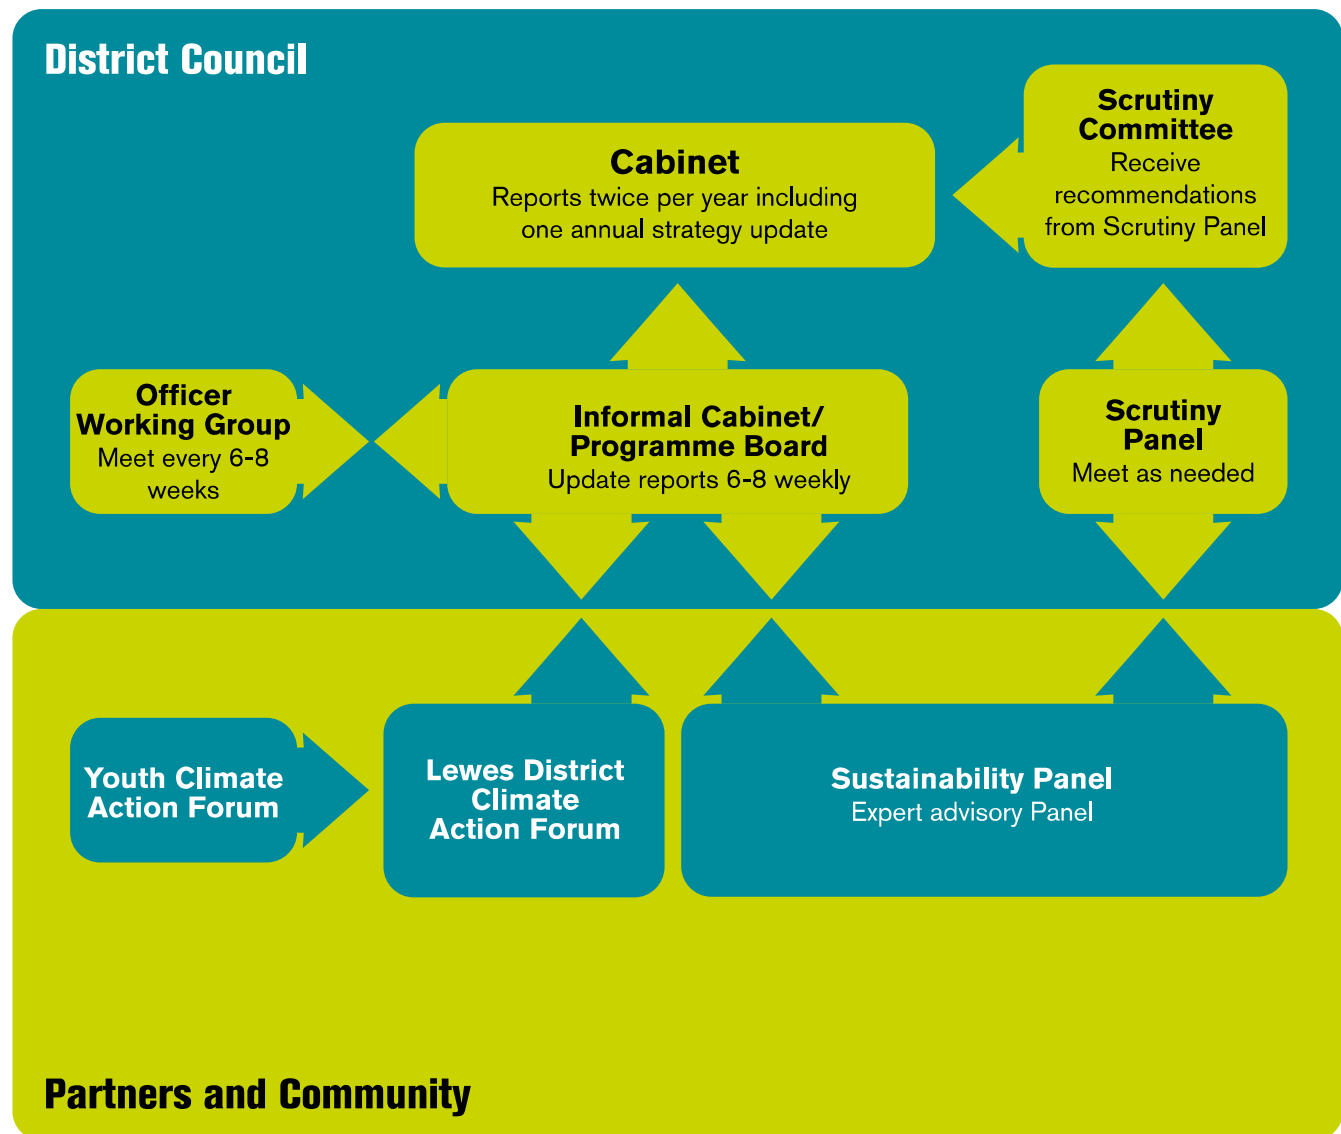 District Council
Scrutiny
Committee
Receive
recommendations
from Scrutiny Panel
Cabinet
Reports twice per year including
one annual strategy update
Officer
Working Group
Meet every 6-8
weeks
Informal Cabinet/
Programme Board
Update reports 6-8 weekly
Scrutiny
Panel
Meet as needed
Youth Climate
Action Forum
Lewes District
Climate
Action Forum
Sustainability Panel
Expert advisory Panel
Partners and Community